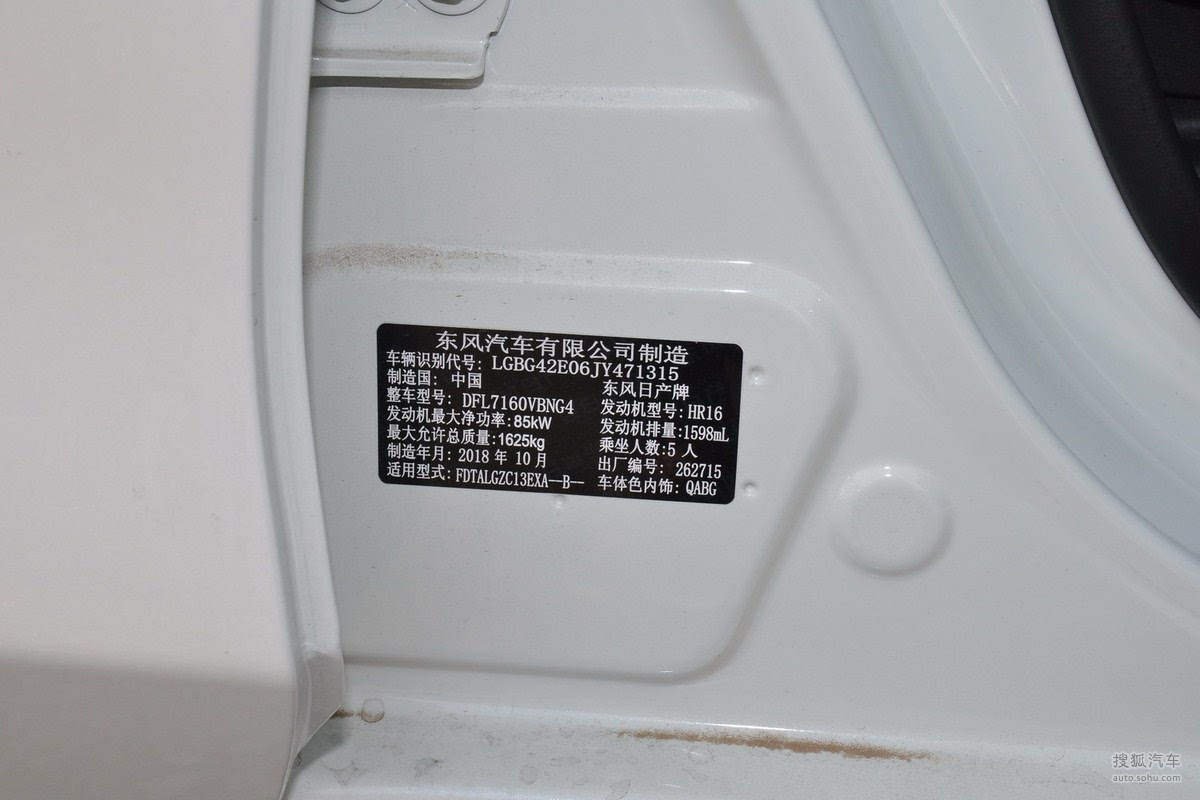 东风汽车有限公司制造
车辆识别代号: LGBG42E06JY471315
制造国: 中国 东风日产牌
整车型号: DFL7160VBNG4 发动机型号: HR16
发动机最大净功率:85kW 发动机排量:1598mL
最大允许总质量:1625kg 乘坐人数:5 人
制造年月: 2018 年 10 月 出厂编号: 262715
适用型式: FDTALGZC13EXA--B-- 车体色内饰: QABG
搜狐汽车
auto.sohu.com